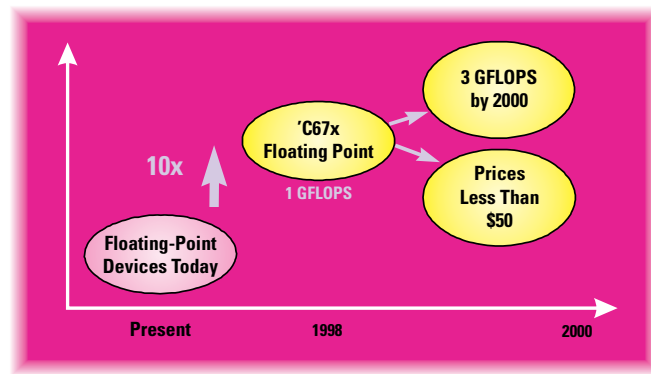 3 GFLOPS
by 2000
'C67x
Floating Point
10x
1 GFLOPS
Prices
Less Than
$50
Floating-Point
Devices Today
Present
1998
2000